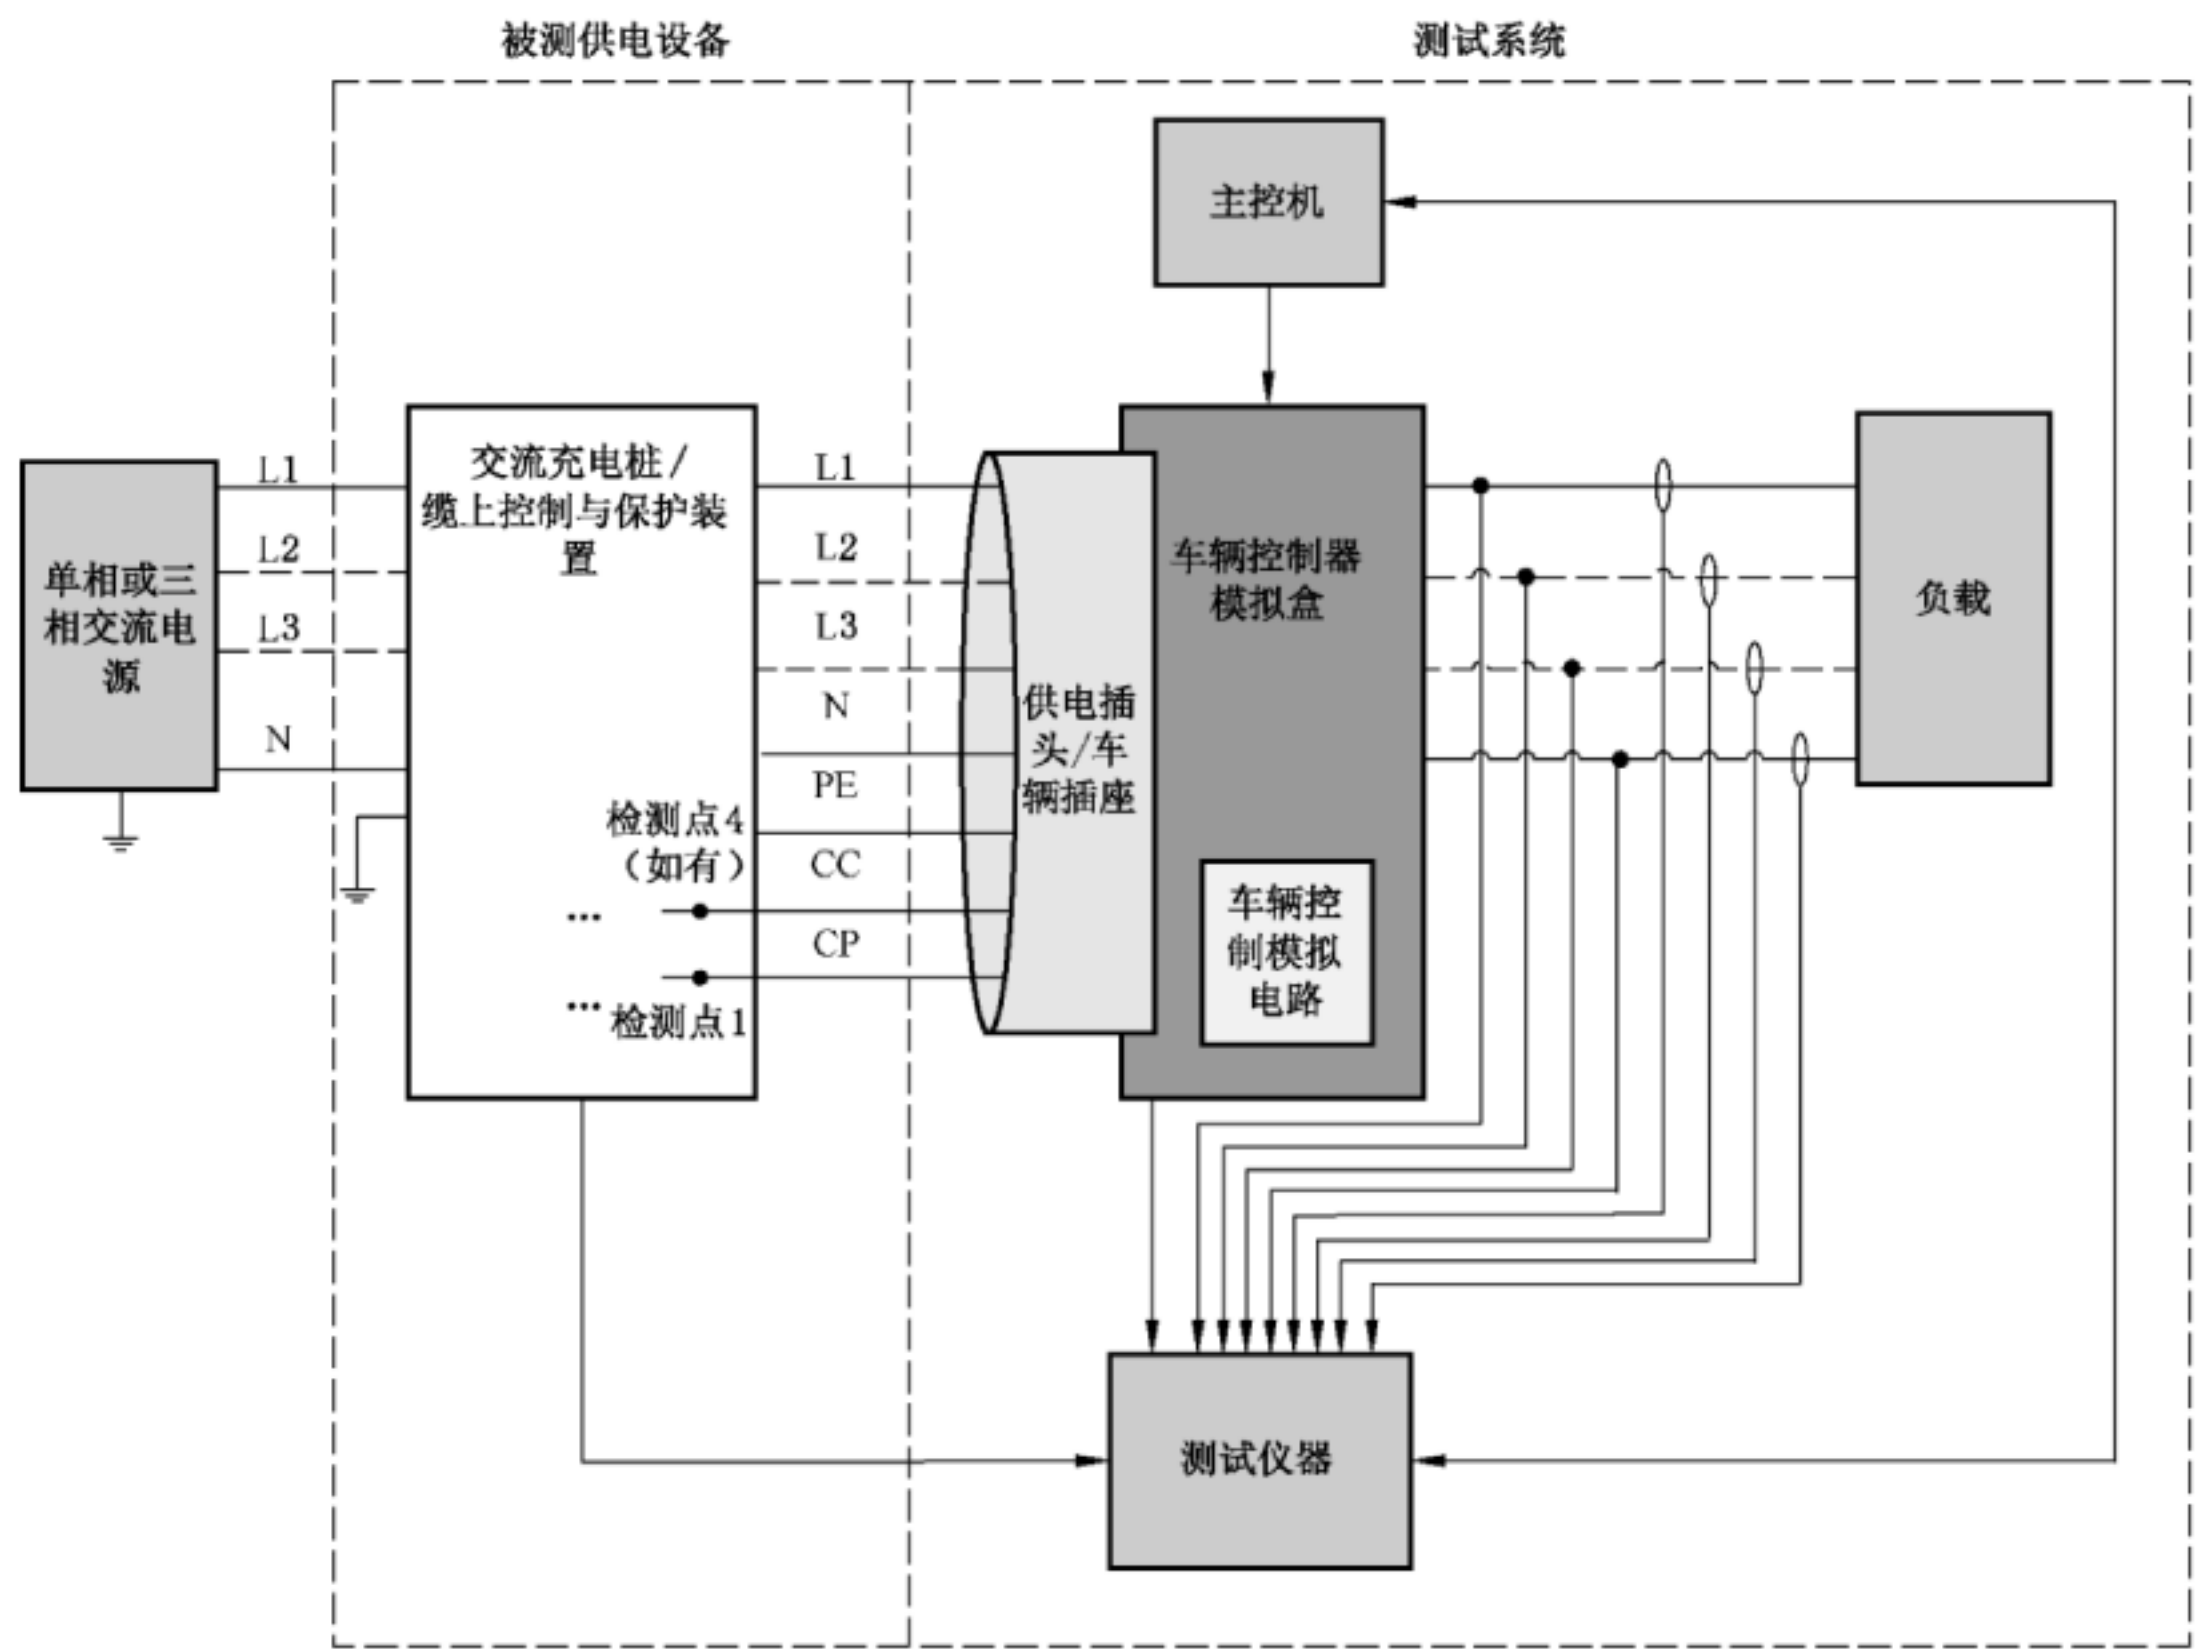 被测供电设备
测试系统
主控机
单相或三
相交流电
源
L1
L2
L3
N
交流充电桩/
缆上控制与保护装
置
检测点4
（如有）
...
...
检测点1
L1
L2
L3
N
PE
CC
CP
供电插
头/车
辆插座
车辆控制器
模拟盒
车辆控
制模拟
电路
负载
测试仪器